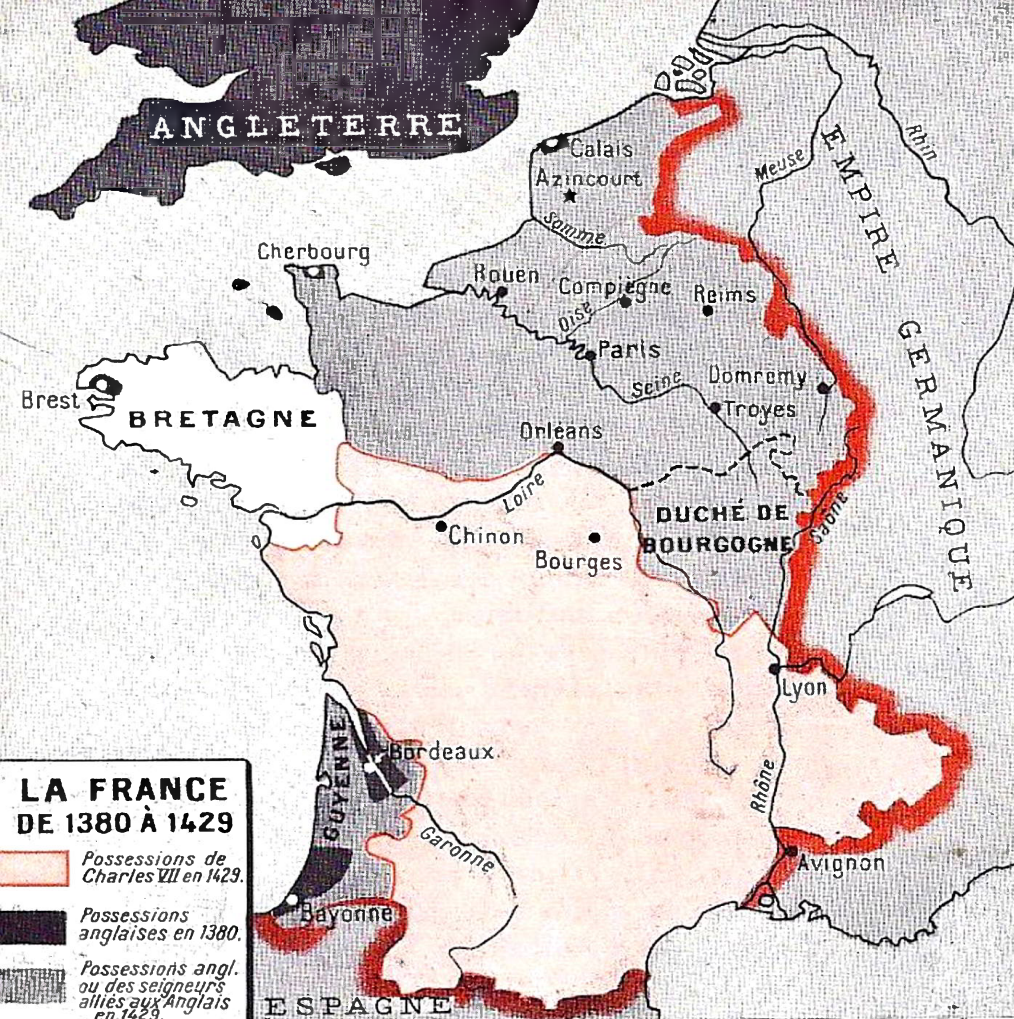 ANGLETERRE
Calais
Azincourt
Somme
Meuse
Rhin
EMPIRE
GERMANIQUE
Cherbourg
Rouen
Compiègne
Reims
Oise
Paris
Seine
Domremy
Troyes
Brest
BRETAGNE
Orléans
Loire
DUCHÉ DE
BOURGOGNE
Saône
Chinon
Bourges
Lyon
Rhône
Bordeaux
GUYENNE
Garonne
Avignon
Bayonne
ESPAGNE
LA FRANCE
DE 1380 À 1429
Possessions de
Charles VII en 1429.
Possessions
anglaises en 1380.
Possessions angl.
ou des seigneurs
alliés aux Anglais
en 1429.